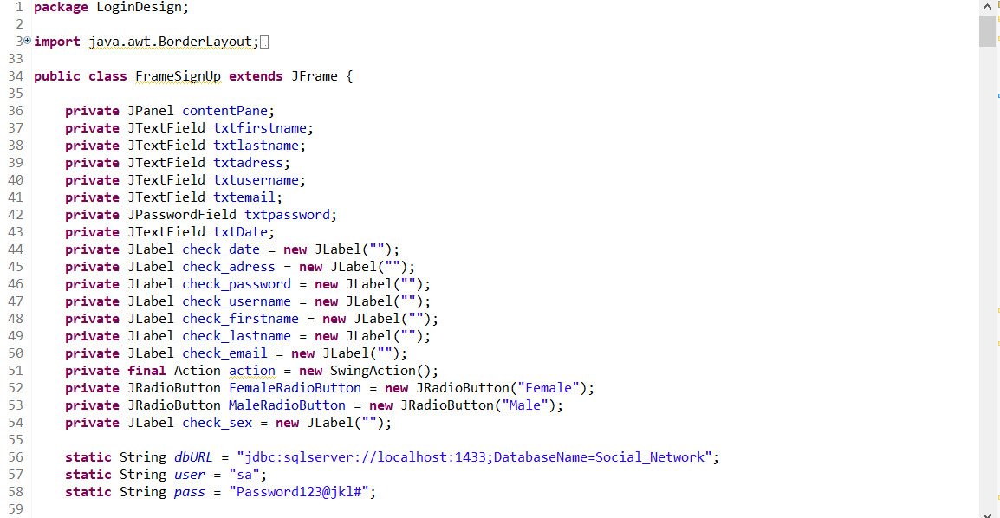 1 package LoginDesign;
2
3 import java.awt.BorderLayout;
33
34 public class FrameSignUp extends JFrame {
35
36 private JPanel contentPane;
37 private JTextField txtfirstname;
38 private JTextField txtlastname;
39 private JTextField txtadress;
40 private JTextField txtusername;
41 private JTextField txtemail;
42 private JPasswordField txtpassword;
43 private JTextField txtDate;
44 private JLabel check_date = new JLabel("");
45 private JLabel check_adress = new JLabel("");
46 private JLabel check_password = new JLabel("");
47 private JLabel check_username = new JLabel("");
48 private JLabel check_firstname = new JLabel("");
49 private JLabel check_lastname = new JLabel("");
50 private JLabel check_email = new JLabel("");
51 private final Action action = new SwingAction();
52 private JRadioButton FemaleRadioButton = new JRadioButton("Female");
53 private JRadioButton MaleRadioButton = new JRadioButton("Male");
54 private JLabel check_sex = new JLabel("");
55
56 static String dbURL = "jdbc:sqlserver://localhost:1433;DatabaseName=Social_Network";
57 static String user = "sa";
58 static String pass = "Password123@jkl#";
59